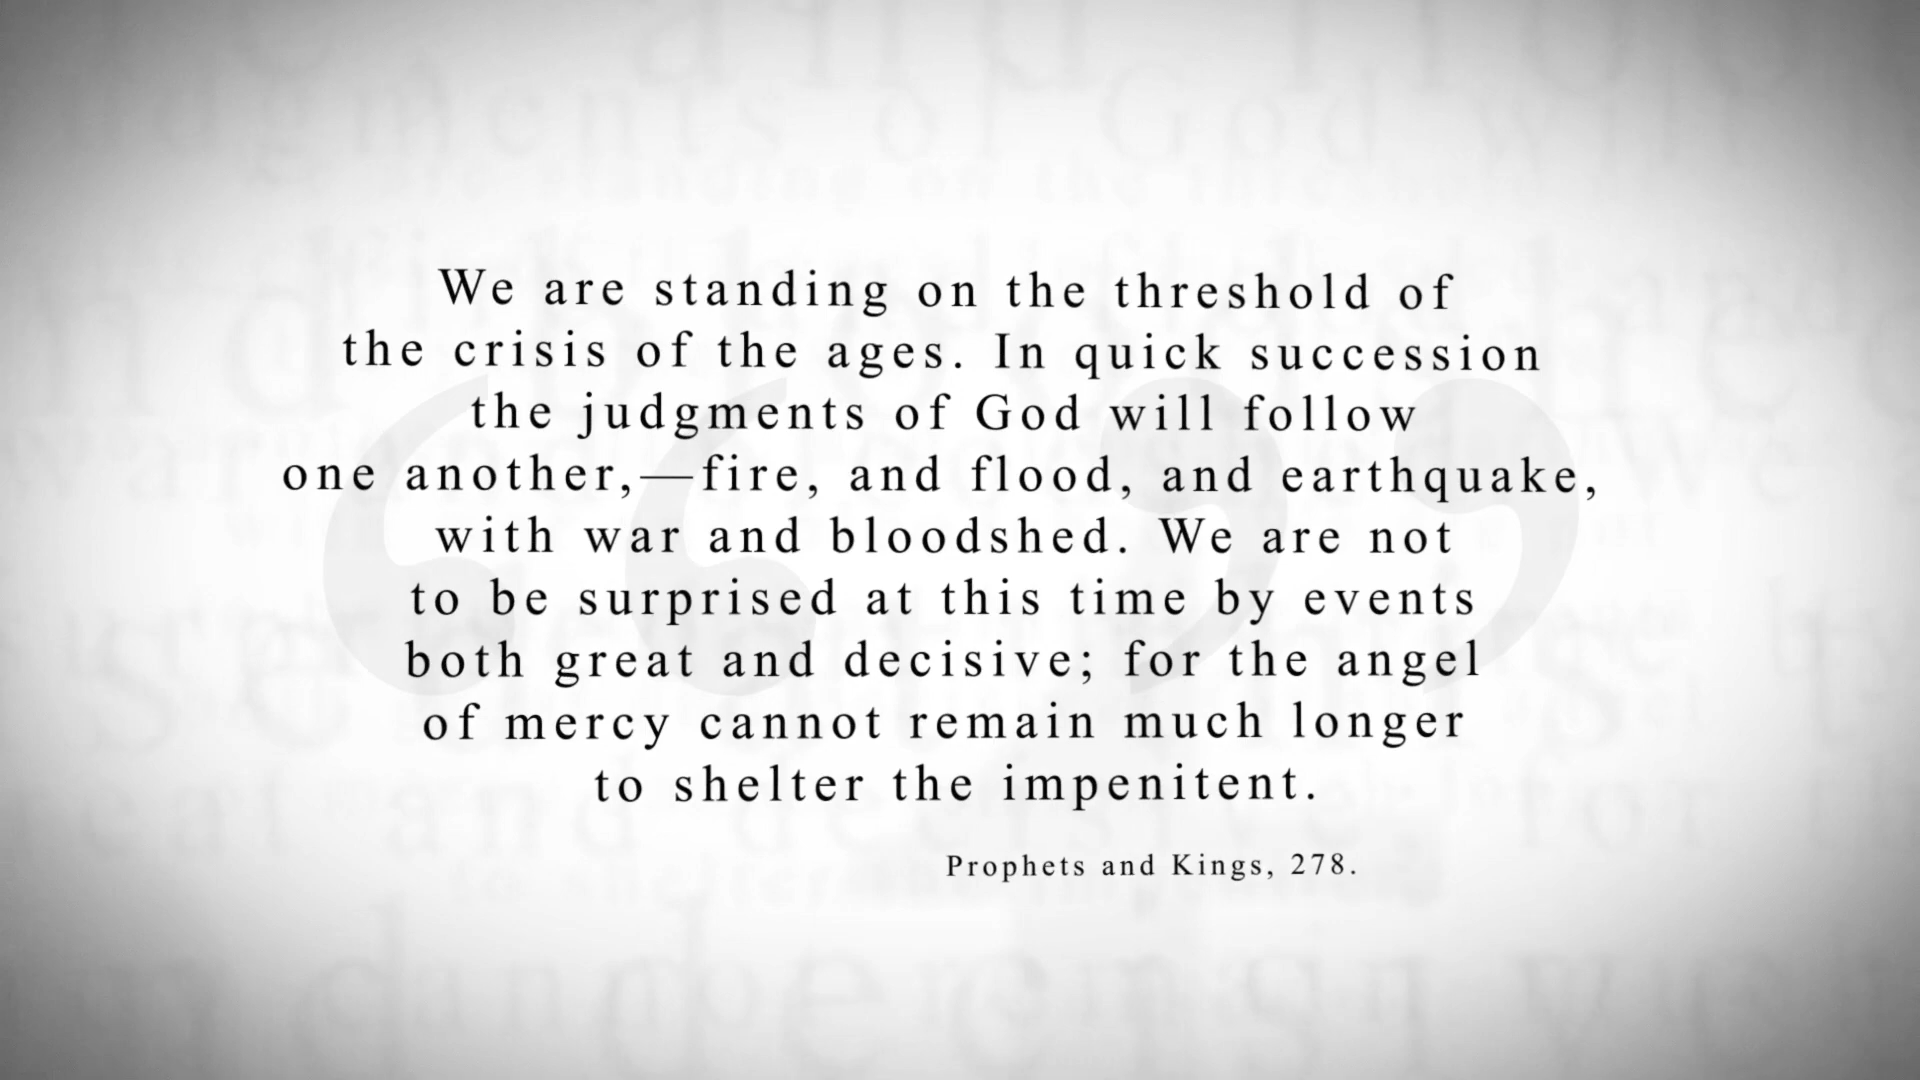 We are standing on the threshold of
the crisis of the ages. In quick succession
the judgments of God will follow
one another,—fire, and flood, and earthquake,
with war and bloodshed. We are not
to be surprised at this time by events
both great and decisive; for the angel
of mercy cannot remain much longer
to shelter the impenitent.
Prophets and Kings, 278.